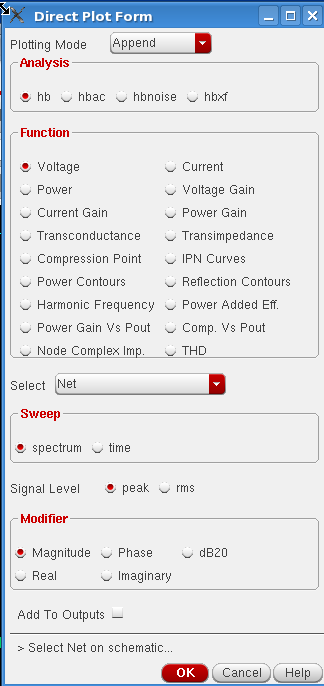 Direct Plot Form
Plotting Mode Append
Analysis
hb hbac hbnoise hbxf
Function
Voltage Current
Power Voltage Gain
Current Gain Power Gain
Transconductance Transimpedance
Compression Point IPN Curves
Power Contours Reflection Contours
Harmonic Frequency Power Added Eff.
Power Gain Vs Pout Comp. Vs Pout
Node Complex Imp. THD
Select Net
Sweep
spectrum time
Signal Level peak rms
Modifier
Magnitude Phase dB20
Real Imaginary
Add To Outputs
> Select Net on schematic...
OK Cancel Help